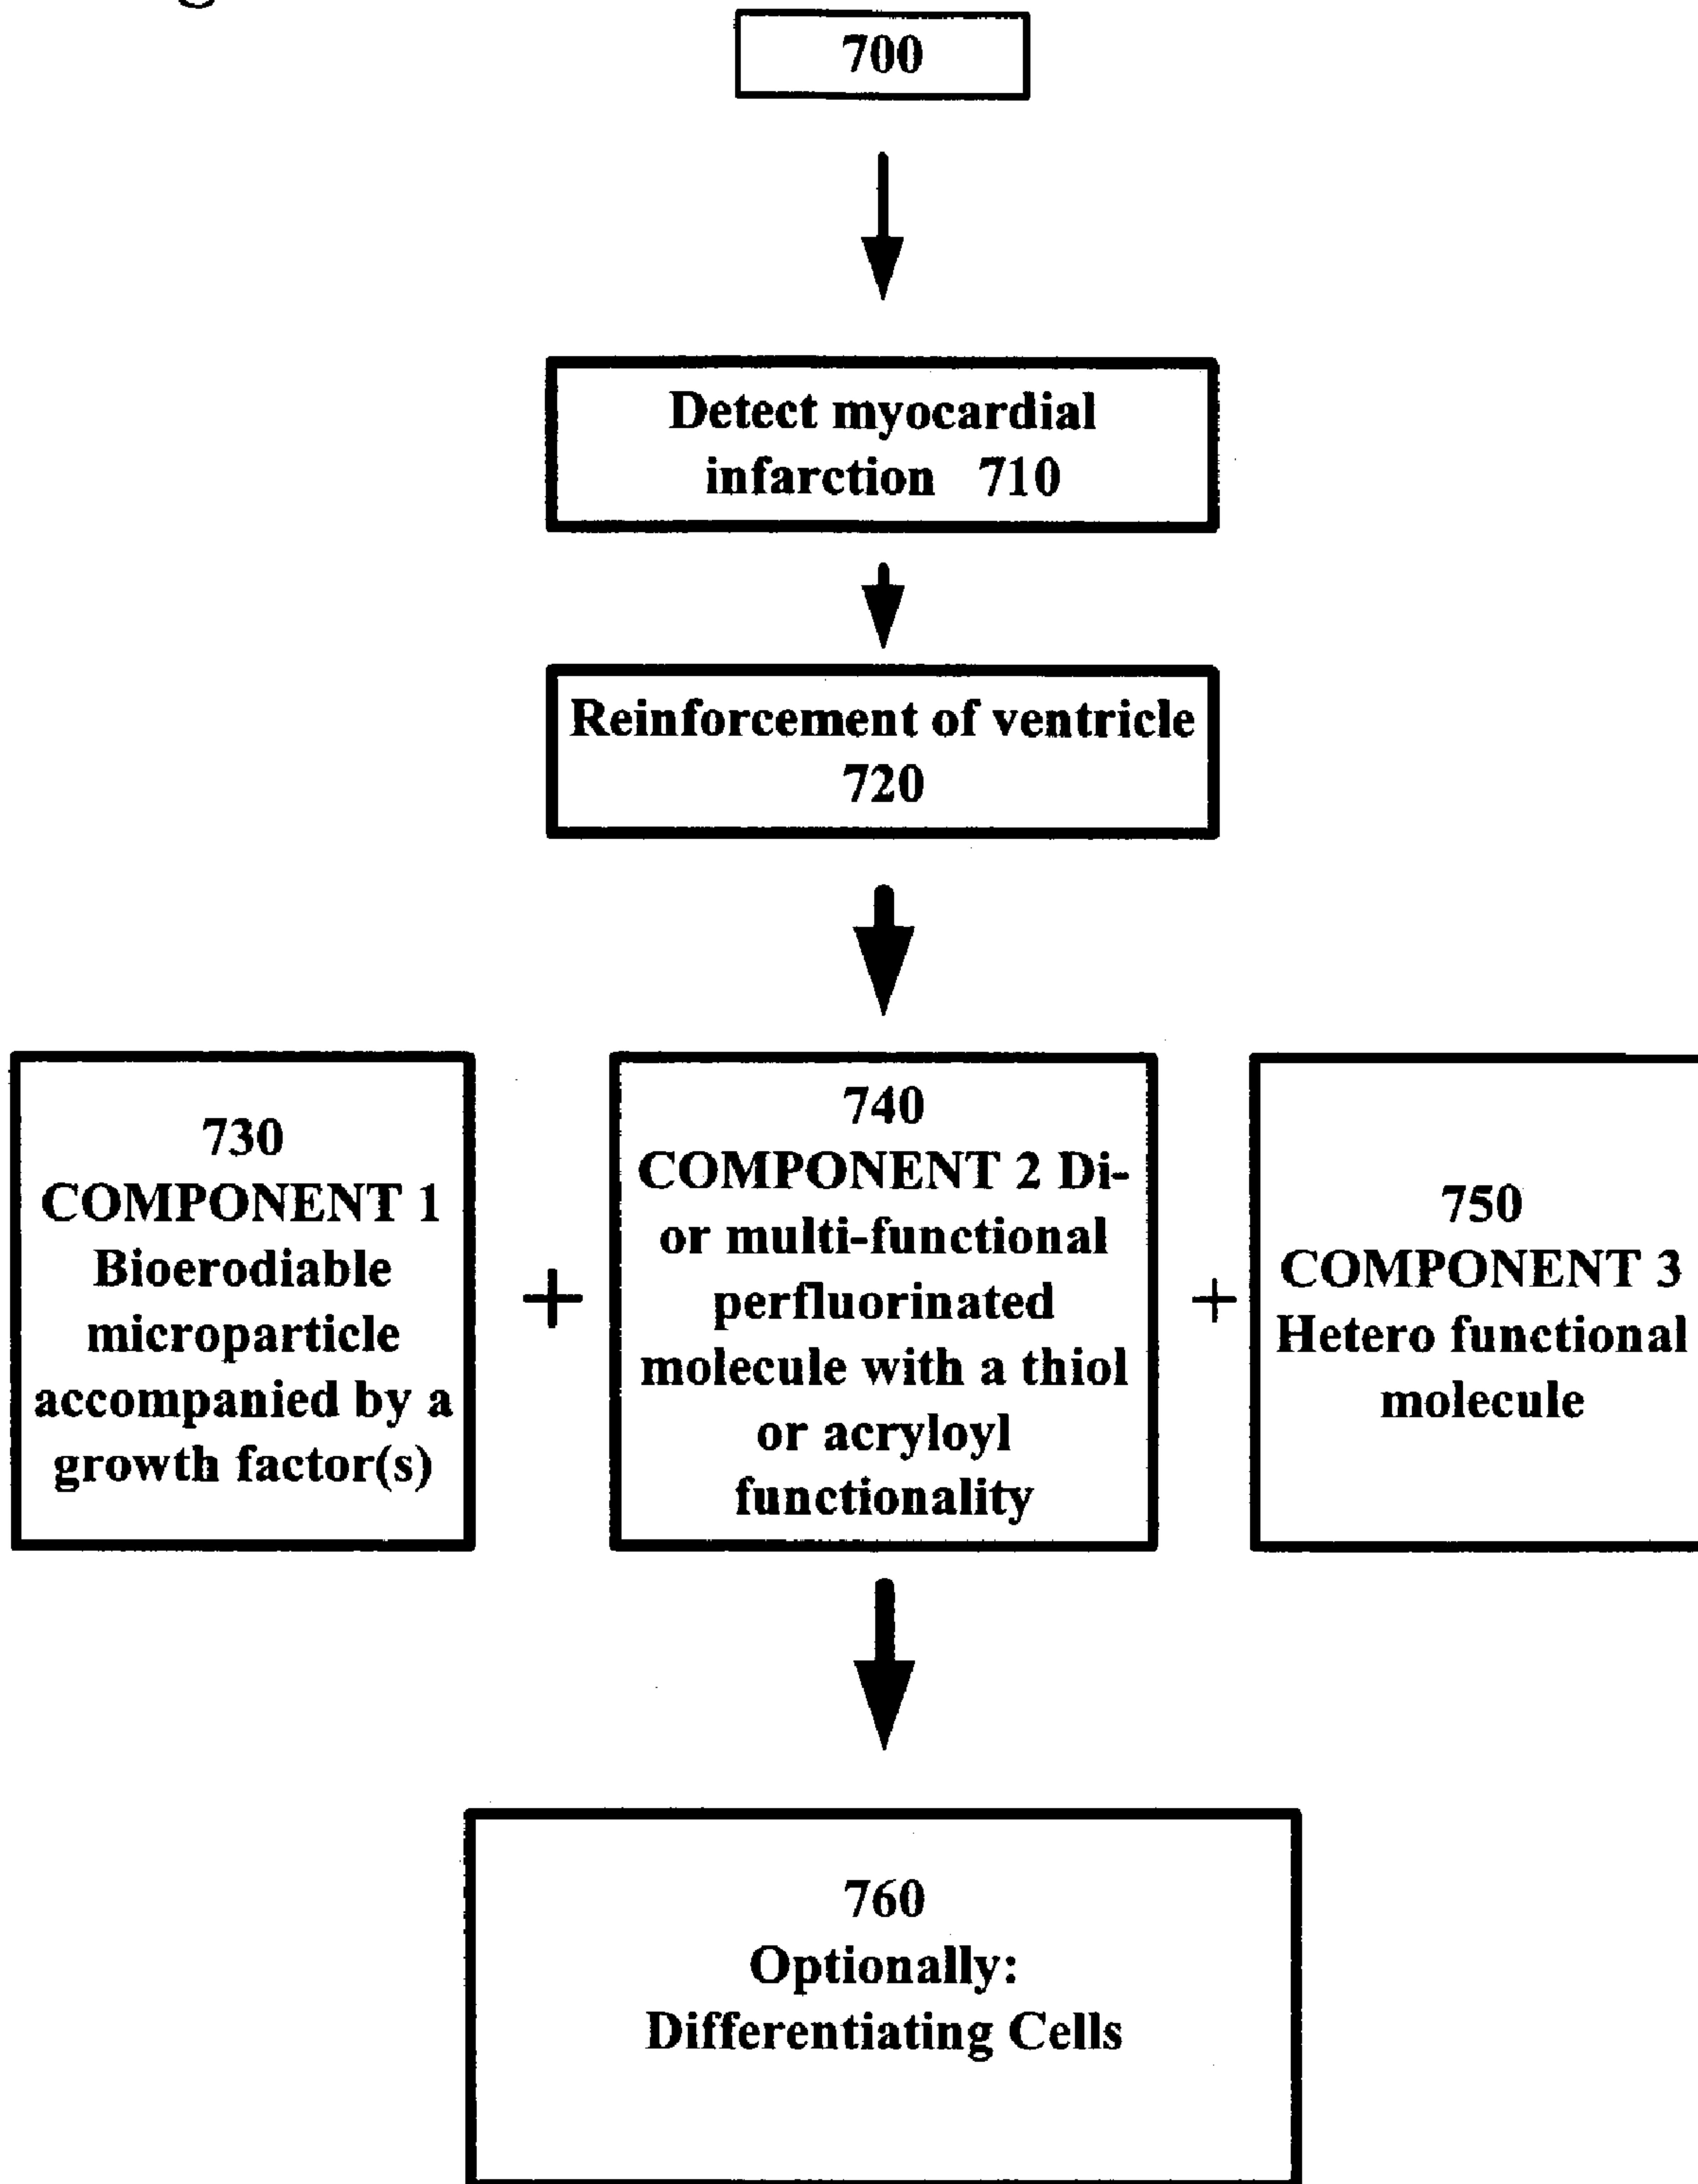 700
Detect myocardial
infarction 710
Reinforcement of ventricle
720
730
COMPONENT 1
Bioerodiable
microparticle
accompanied by a
growth factor(s)
+
740
COMPONENT 2 Di-
or multi-functional
perfluorinated
molecule with a thiol
or acryloyl
functionality
+
750
COMPONENT 3
Hetero functional
molecule
760
Optionally:
Differentiating Cells